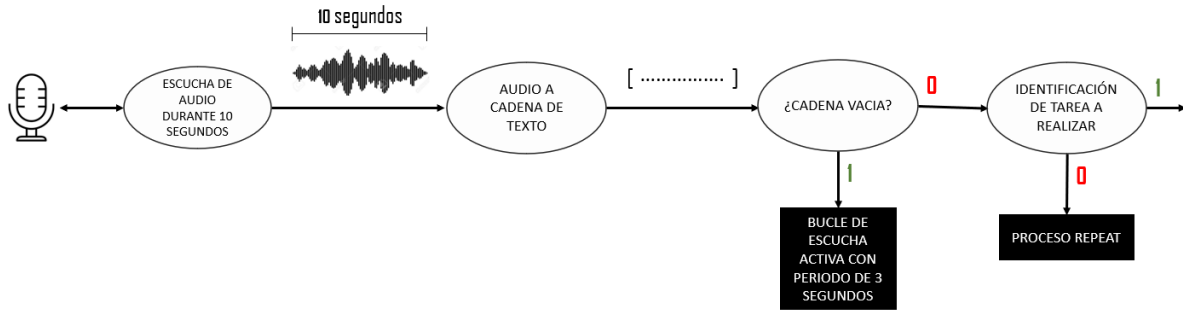 10 segundos
ESCUCHA DE
AUDIO
DURANTE 10
SEGUNDOS
AUDIO A
CADENA DE
TEXTO
[ ................ ]
¿CADENA VACIA?
0
1
IDENTIFICACIÓN
DE TAREA A
REALIZAR
1
0
BUCLE DE
ESCUCHA
ACTIVA CON
PERIODO DE 3
SEGUNDOS
PROCESO REPEAT